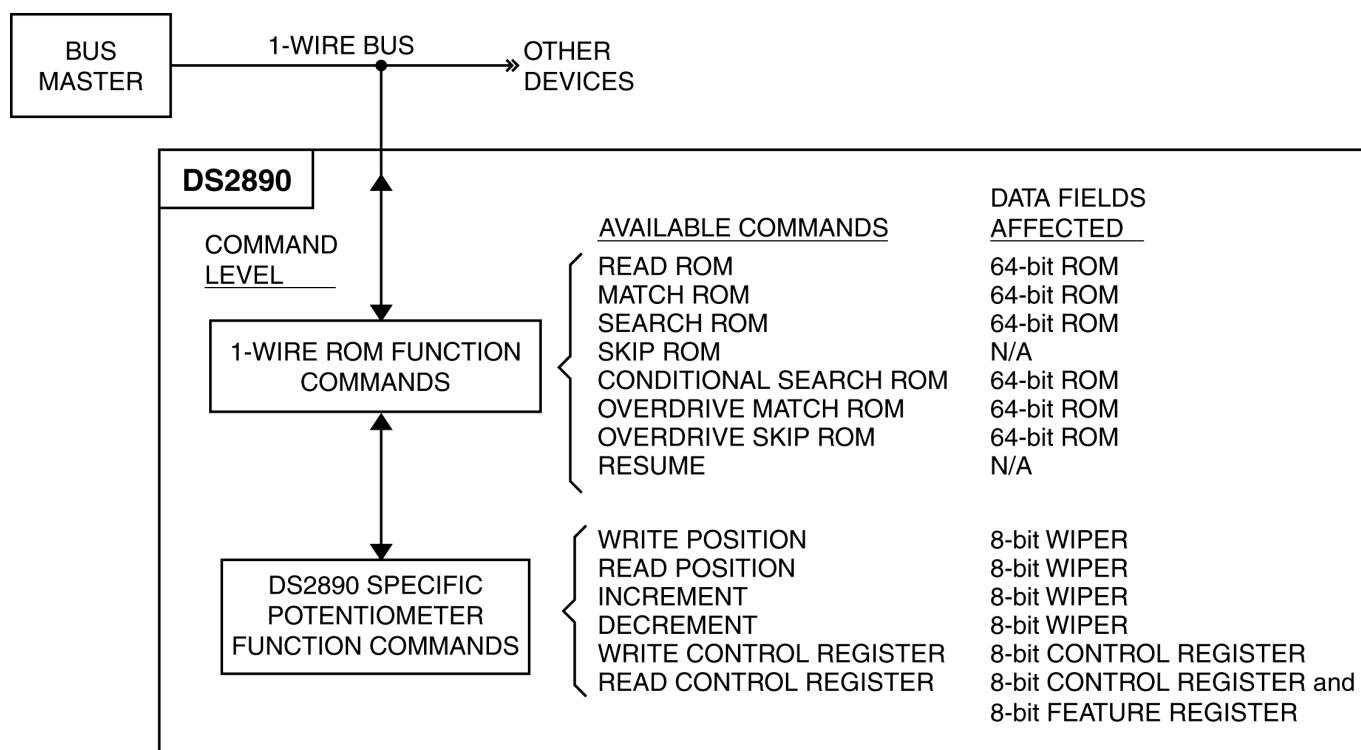 BUS
MASTER
1-WIRE BUS
OTHER
DEVICES
DS2890
COMMAND
LEVEL
AVAILABLE COMMANDS
DATA FIELDS
AFFECTED
1-WIRE ROM FUNCTION
COMMANDS
READ ROM 64-bit ROM
MATCH ROM 64-bit ROM
SEARCH ROM 64-bit ROM
SKIP ROM N/A
CONDITIONAL SEARCH ROM 64-bit ROM
OVERDRIVE MATCH ROM 64-bit ROM
OVERDRIVE SKIP ROM 64-bit ROM
RESUME N/A
DS2890 SPECIFIC
POTENTIOMETER
FUNCTION COMMANDS
WRITE POSITION 8-bit WIPER
READ POSITION 8-bit WIPER
INCREMENT 8-bit WIPER
DECREMENT 8-bit WIPER
WRITE CONTROL REGISTER 8-bit CONTROL REGISTER
READ CONTROL REGISTER 8-bit CONTROL REGISTER and
8-bit FEATURE REGISTER